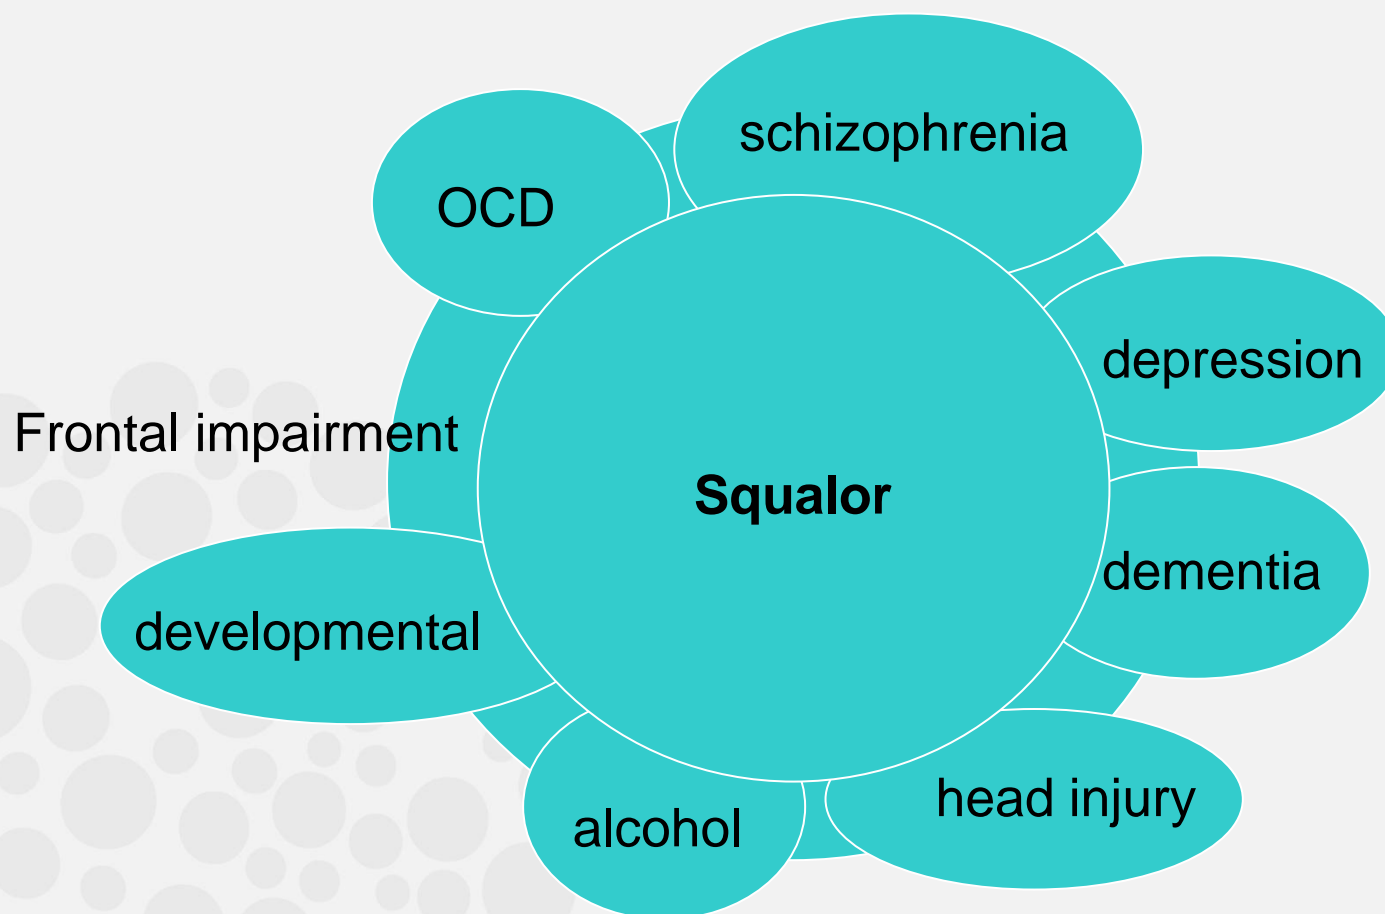 schizophrenia
OCD
depression
Frontal impairment
Squalor
dementia
developmental
head injury
alcohol